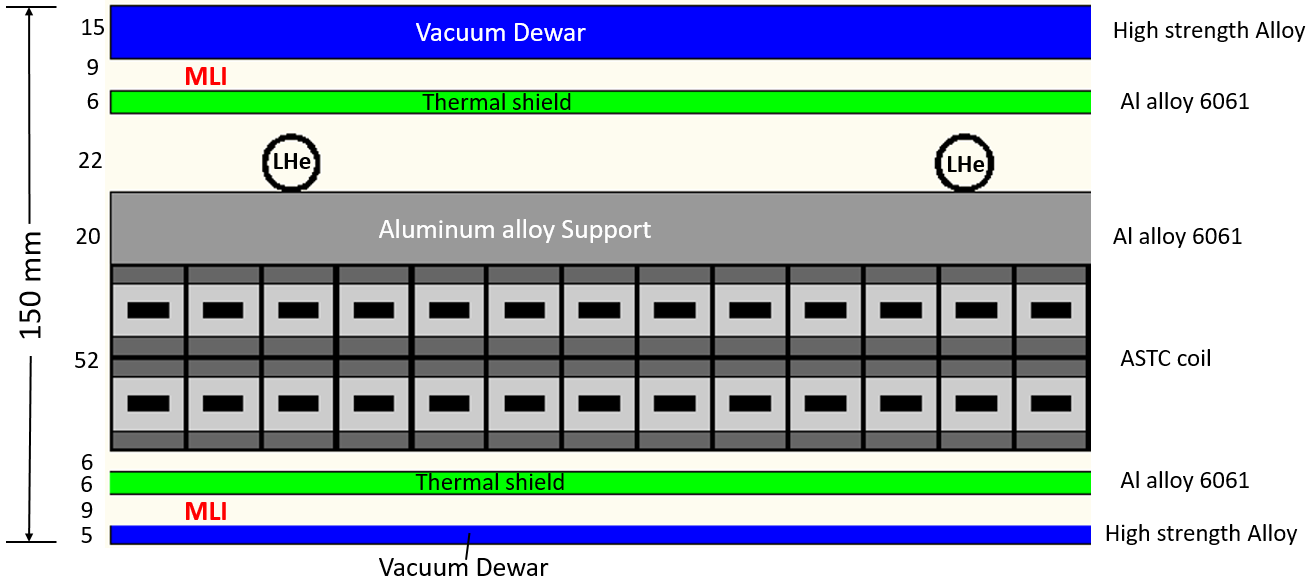 15 Vacuum Dewar High strength Alloy
9 MLI
6 Thermal shield Al alloy 6061
22 LHe LHe
20 Aluminum alloy Support Al alloy 6061
150 mm
52 ASTC coil
6
6 Thermal shield Al alloy 6061
9 MLI
5 High strength Alloy
Vacuum Dewar